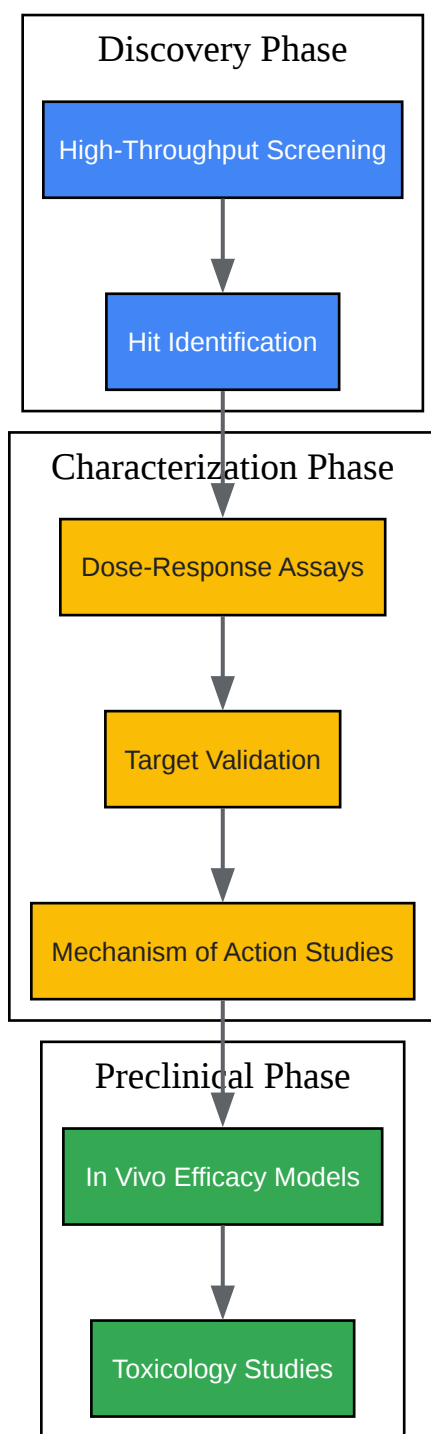 Discovery Phase
High-Throughput Screening
Hit Identification
Characterization Phase
Dose-Response Assays
Target Validation
Mechanism of Action Studies
Preclinical Phase
In Vivo Efficacy Models
Toxicology Studies